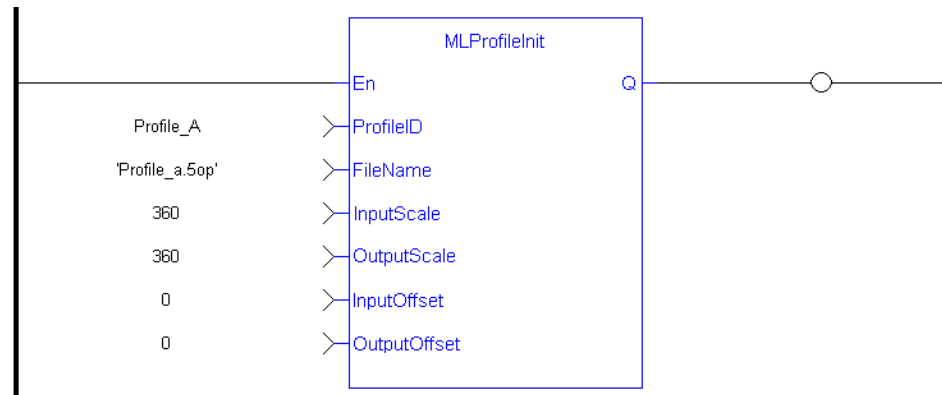 MLProfileInit
En Q
Profile_A ProfileID
'Profile_a.5op' FileName
360 InputScale
360 OutputScale
0 InputOffset
0 OutputOffset